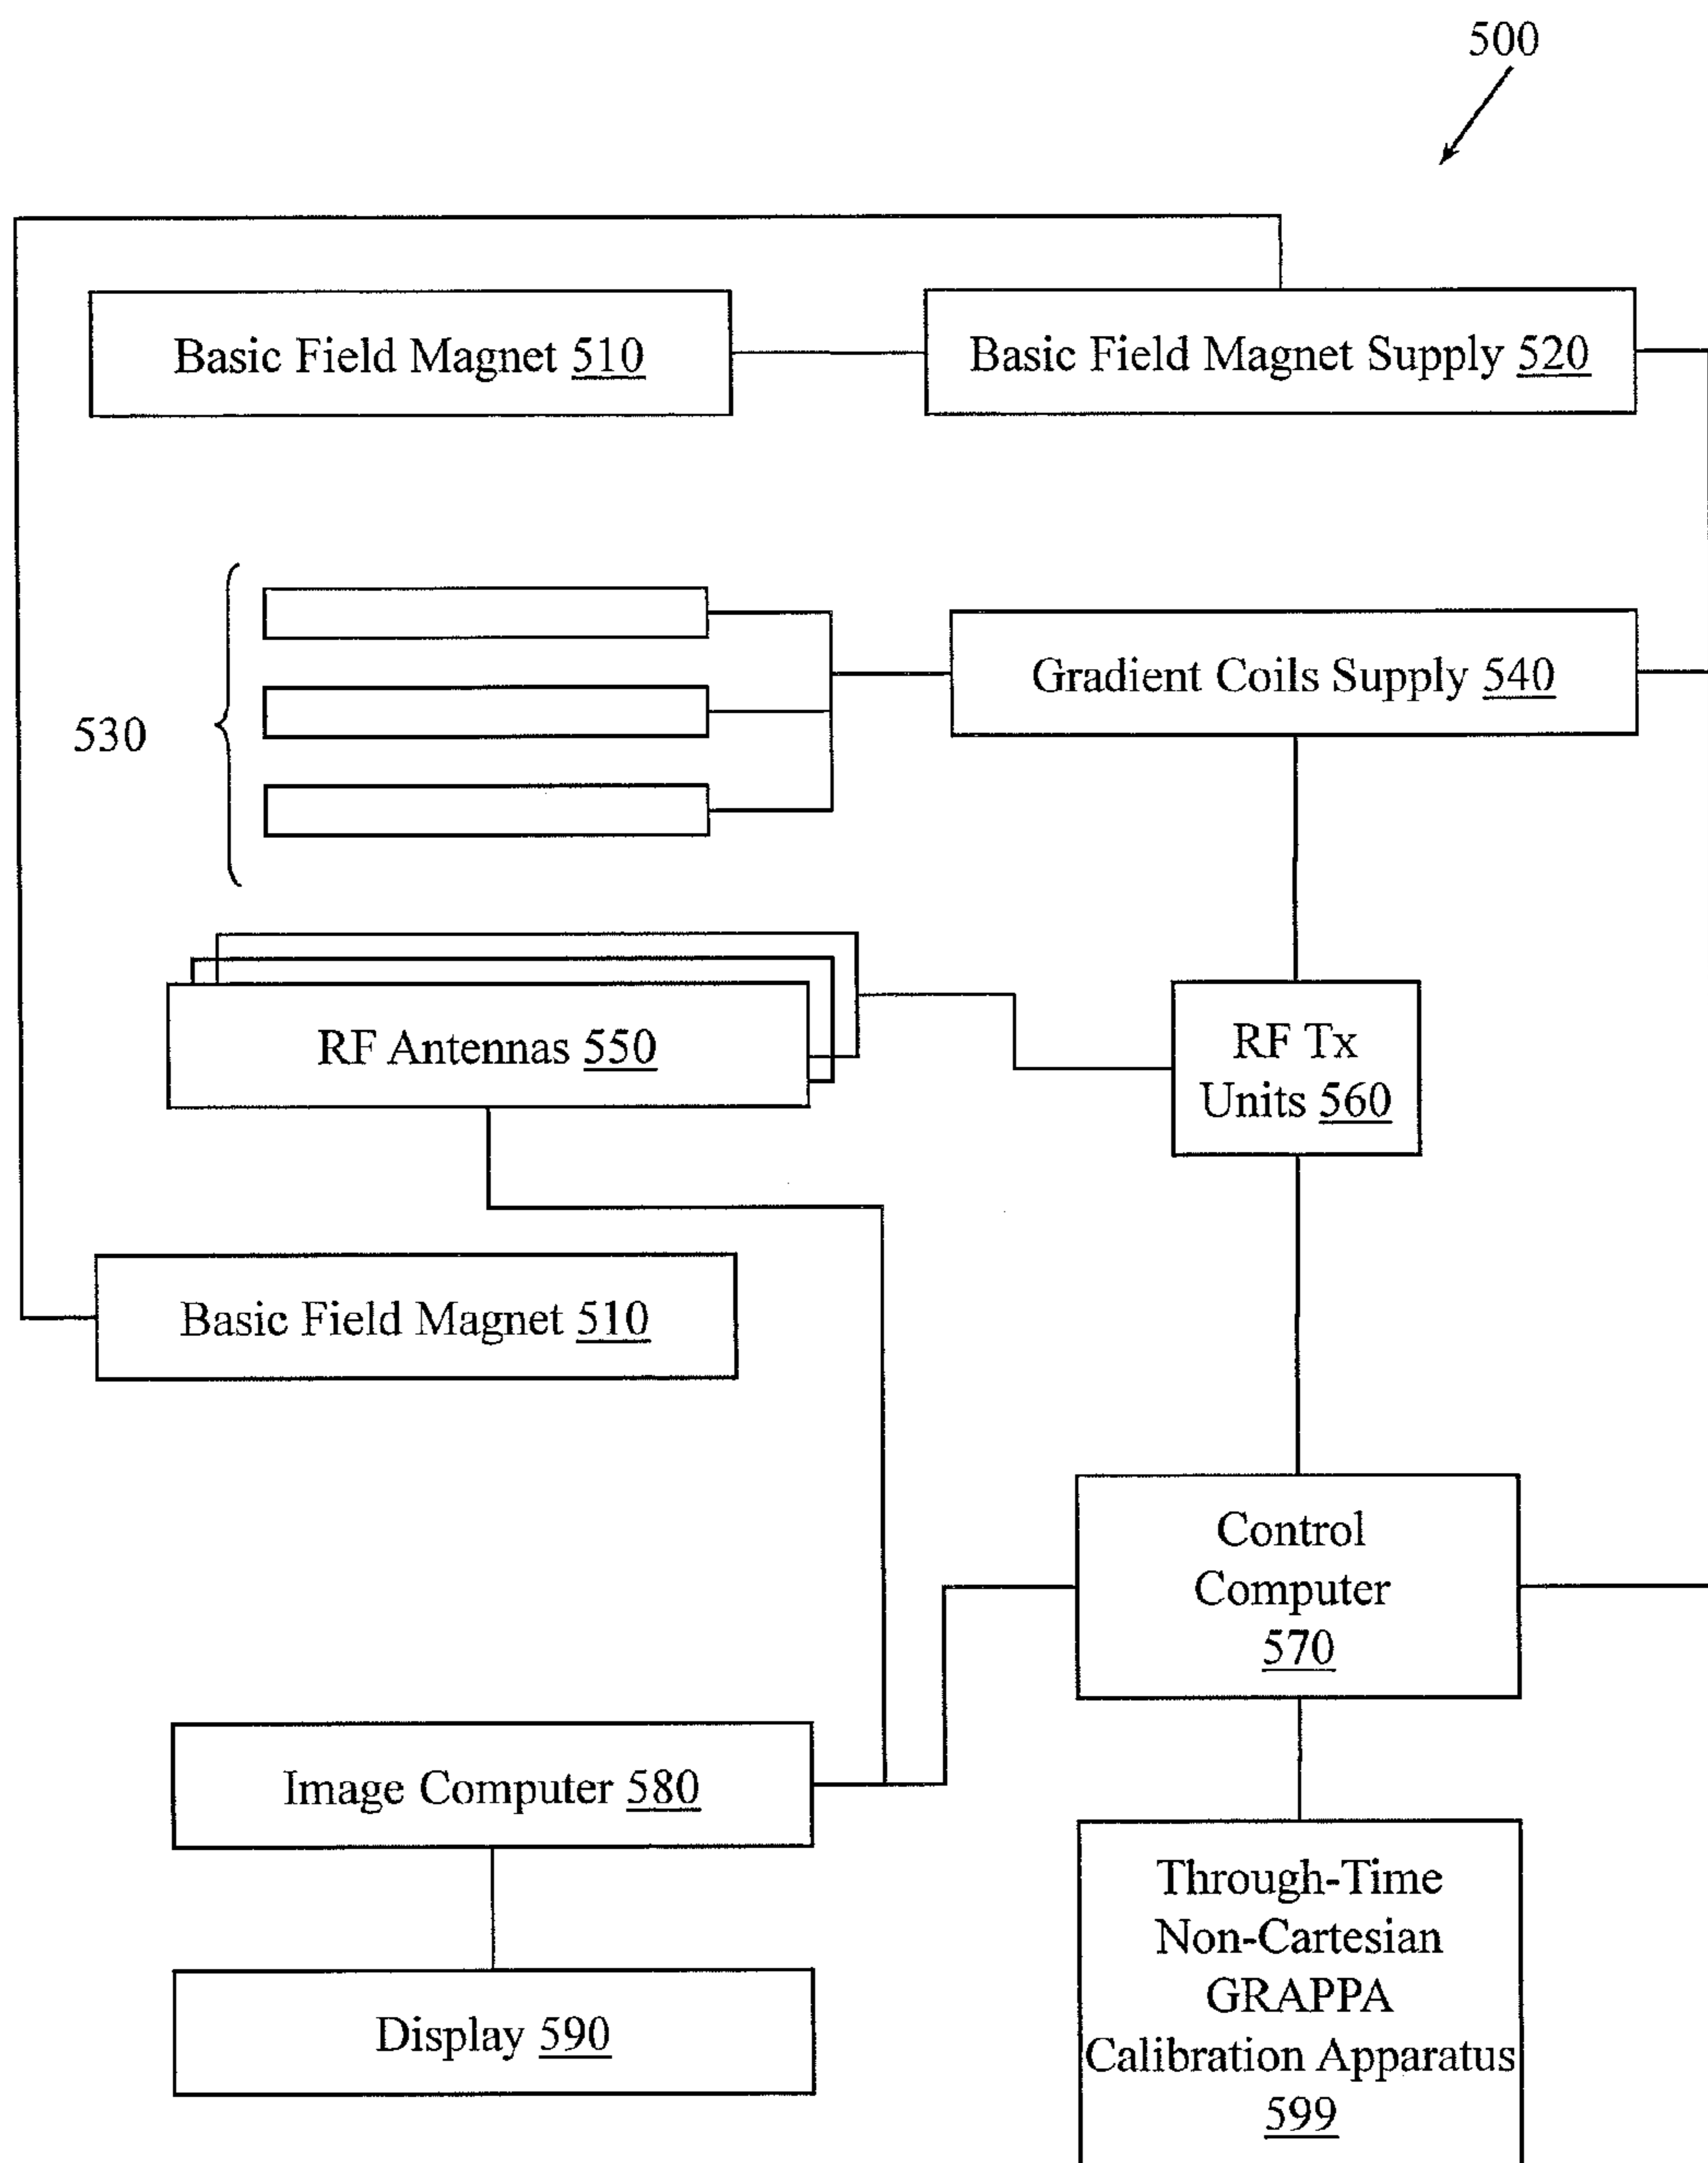 500
Basic Field Magnet 510
Basic Field Magnet Supply 520
530
Gradient Coils Supply 540
RF Antennas 550
RF Tx
Units 560
Basic Field Magnet 510
Control
Computer
570
Image Computer 580
Through-Time
Non-Cartesian
GRAPPA
Calibration Apparatus
599
Display 590